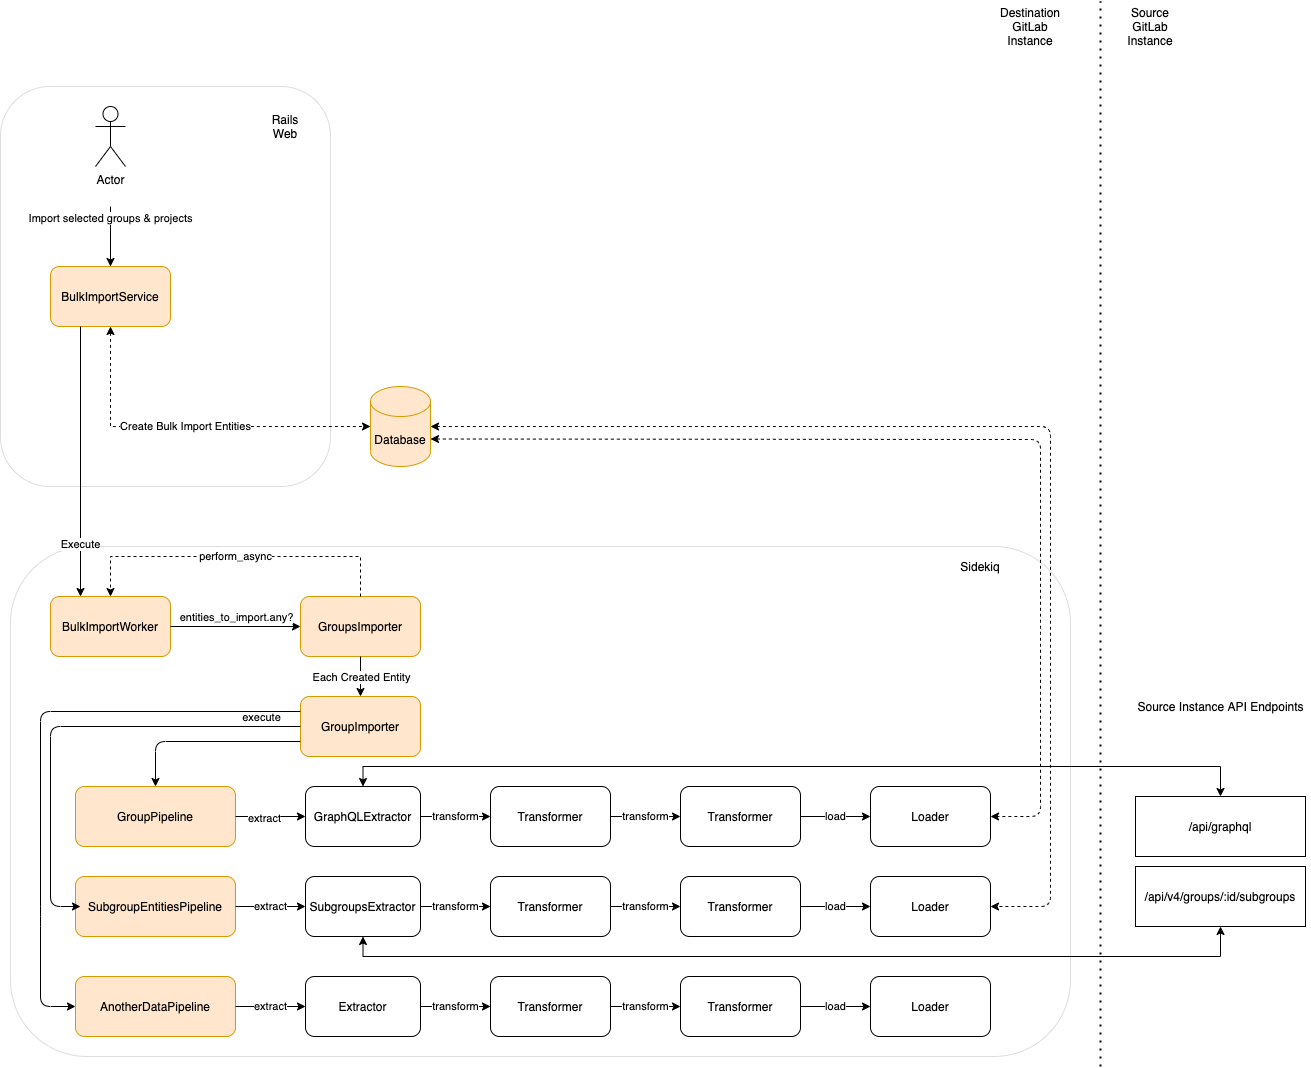 Destination
GitLab
Instance
Source
GitLab
Instance
Rails
Web
Actor
Import selected groups & projects
BulkImportService
Create Bulk Import Entities
Database
Execute
perform_async
Sidekiq
BulkImportWorker
entities_to_import.any?
GroupsImporter
Each Created Entity
execute
GroupImporter
Source Instance API Endpoints
GroupPipeline
extract
GraphQLExtractor
transform
Transformer
transform
Transformer
load
Loader
/api/graphql
SubgroupEntitiesPipeline
extract
SubgroupsExtractor
transform
Transformer
transform
Transformer
load
Loader
/api/v4/groups/:id/subgroups
AnotherDataPipeline
extract
Extractor
transform
Transformer
transform
Transformer
load
Loader